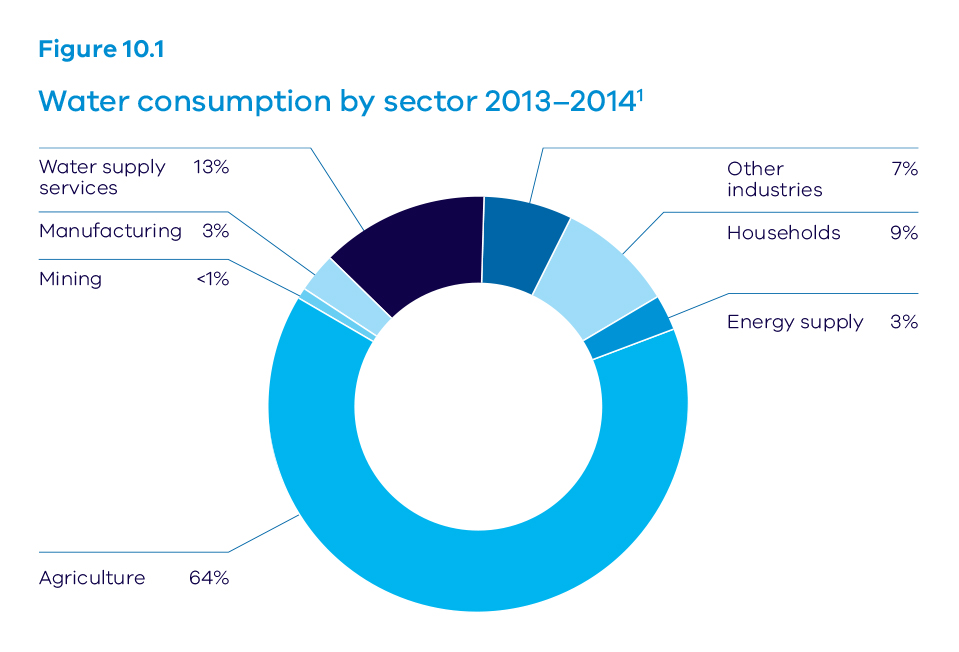 Figure 10.1
Water consumption by sector 2013–2014¹
Water supply 13%
services
Manufacturing 3%
Mining <1%
Agriculture 64%
Other 7%
industries
Households 9%
Energy supply 3%